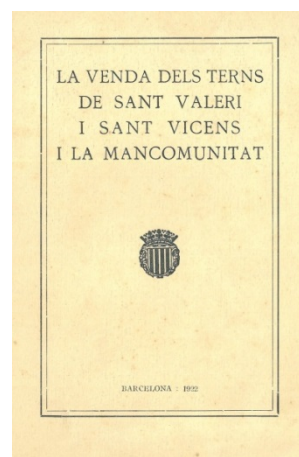 LA VENDA DELS TERNS
DE SANT VALERI
I SANT VICENS
I LA MANCOMUNITAT
BARCELONA : 1922